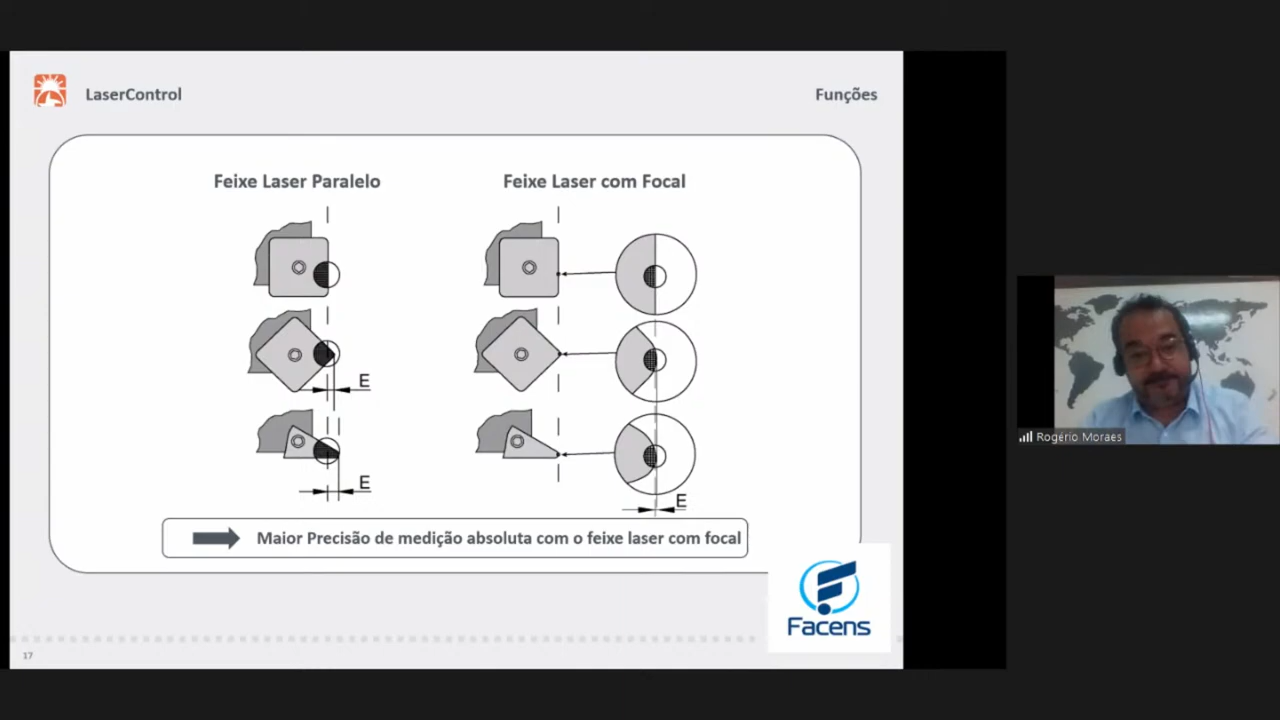 LaserControl
Funções
Feixe Laser Paralelo
Feixe Laser com Focal
E
E
E
Maior Precisão de medição absoluta com o feixe laser com focal
Facens
17
Rogério Moraes